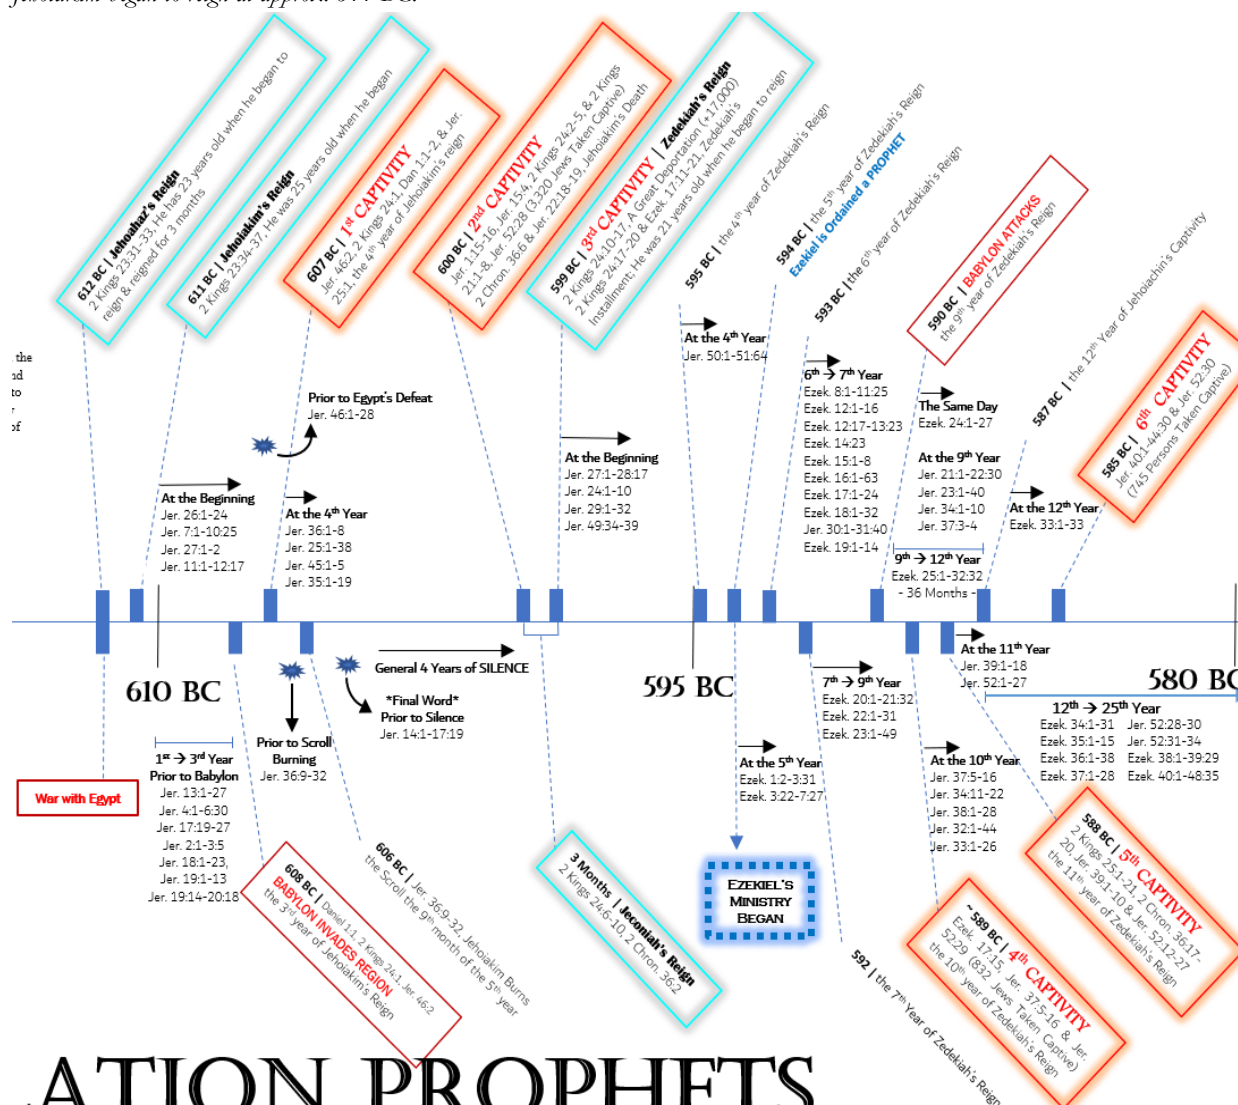 Jehoiakim began to reign at approx. 611 BC.
612 BC | Jehoahaz's Reign
2 Kings 23:31-33, He has 23 years old when he began to
reign & reigned for 3 months
611 BC | Jehoiakim's Reign
2 Kings 23:34-37, He was 25 years old when he began
607 BC | 1st CAPTIVITY
Jer 46:2, 2 Kings 24:1, Dan 1:1-2, & Jer.
25:1, the 4th year of Jehoiakim's reign
600 BC | 2nd CAPTIVITY
Jer. 1:15-16, Jer. 15:4, 2 Kings 24:2-5, & 2 Kings
21:1-8, Jer. 52:28 (3,320 Jews Taken Captive)
2 Chron. 36:6 & Jer. 22:18-19, Jehoiakim's Death
599 BC | 3rd CAPTIVITY | Zedekiah's Reign
2 Kings 24:10-17, A Great Deportation (+17,000)
2 Kings 24:17-20 & Ezek. 17:11-21, Zedekiah's
Installment; He was 21 years old when he began to reign
595 BC | the 4th year of Zedekiah's Reign
594 BC | the 5th year of Zedekiah's Reign
Ezekiel is Ordained a PROPHET
593 BC | the 6th year of Zedekiah's Reign
590 BC | BABYLON ATTACKS
the 9th year of Zedekiah's Reign
587 BC | the 12th Year of Jehoiachin's Captivity
585 BC | 6th CAPTIVITY
Jer. 40:1-44:30 & Jer. 52:30
(745 Persons Taken Captive)
the
nd
to
of
Prior to Egypt's Defeat
Jer. 46:1-28
At the Beginning
Jer. 26:1-24
Jer. 7:1-10:25
Jer. 27:1-2
Jer. 11:1-12:17
At the 4th Year
Jer. 36:1-8
Jer. 25:1-38
Jer. 45:1-5
Jer. 35:1-19
At the Beginning
Jer. 27:1-28:17
Jer. 24:1-10
Jer. 29:1-32
Jer. 49:34-39
At the 4th Year
Jer. 50:1-51:64
6th → 7th Year
Ezek. 8:1-11:25
Ezek. 12:1-16
Ezek. 12:17-13:23
Ezek. 14:23
Ezek. 15:1-8
Ezek. 16:1-63
Ezek. 17:1-24
Ezek. 18:1-32
Jer. 30:1-31:40
Ezek. 19:1-14
The Same Day
Ezek. 24:1-27
At the 9th Year
Jer. 21:1-22:30
Jer. 23:1-40
Jer. 34:1-10
Jer. 37:3-4
9th → 12th Year
Ezek. 25:1-32:32
- 36 Months -
At the 12th Year
Ezek. 33:1-33
610 BC
595 BC
580 BC
General 4 Years of SILENCE
*Final Word*
Prior to Silence
Jer. 14:1-17:19
Prior to Scroll
Burning
Jer. 36:9-32
1st → 3rd Year
Prior to Babylon
Jer. 13:1-27
Jer. 4:1-6:30
Jer. 17:19-27
Jer. 2:1-3:5
Jer. 18:1-23,
Jer. 19:1-13
Jer. 19:14-20:18
War with Egypt
608 BC | Daniel 1:1, 2 Kings 24:1, Jer. 46:2
BABYLON INVADES REGION
the 3rd year of Jehoiakim's Reign
606 BC | Jer. 36:9-32, Jehoiakim Burns
the Scroll the 9th month of the 5th year
3 Months | Jeconiah's Reign
2 Kings 24:6-10, 2 Chron. 36:2
At the 5th Year
Ezek. 1:2-3:31
Ezek. 3:22-7:27
EZEKIEL'S
MINISTRY
BEGAN
7th → 9th Year
Ezek. 20:1-21:32
Ezek. 22:1-31
Ezek. 23:1-49
592 | the 7th Year of Zedekiah's Reign
At the 10th Year
Jer. 37:5-16
Jer. 34:11-22
Jer. 38:1-28
Jer. 32:1-44
Jer. 33:1-26
~ 589 BC | 4th CAPTIVITY
Ezek. 17:15, Jer. 37:5-16 & Jer.
52:29 (832 Jews Taken Captive)
the 10th year of Zedekiah's Reign
At the 11th Year
Jer. 39:1-18
Jer. 52:1-27
588 BC | 5th CAPTIVITY
2 Kings 25:1-21, 2 Chron. 36:17-
20, Jer. 39:1-10 & Jer. 52:12-27
the 11th year of Zedekiah's Reign
12th → 25th Year
Ezek. 34:1-31 Jer. 52:28-30
Ezek. 35:1-15 Jer. 52:31-34
Ezek. 36:1-38 Ezek. 38:1-39:29
Ezek. 37:1-28 Ezek. 40:1-48:35
ATION PROPHETS